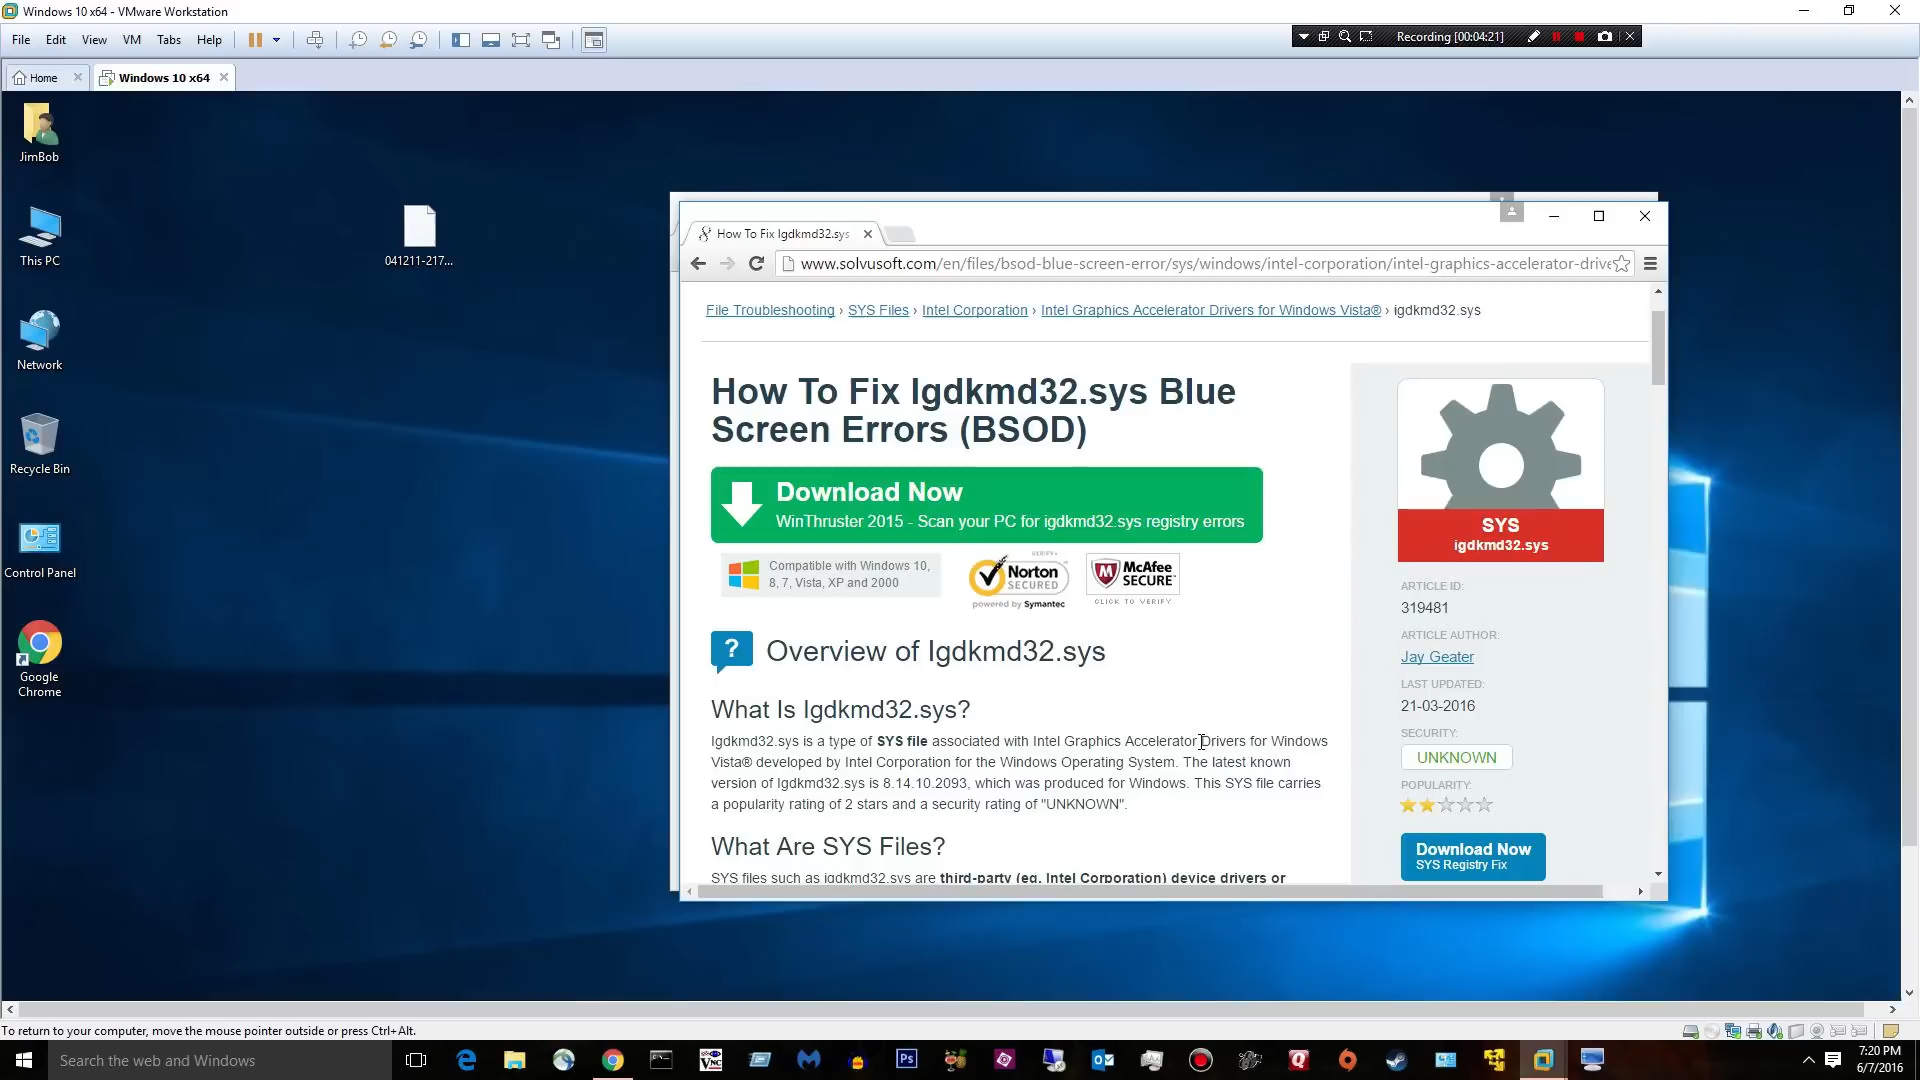 Windows 10 x64 - VMware Workstation
File Edit View VM Tabs Help
Recording [00:04:21]
Home
Windows 10 x64
JimBob
This PC
Network
Recycle Bin
Control Panel
Google
Chrome
041211-217...
How To Fix Igdkmd32.sys
www.solvusoft.com/en/files/bsod-blue-screen-error/sys/windows/intel-corporation/intel-graphics-accelerator-drive
File Troubleshooting › SYS Files › Intel Corporation › Intel Graphics Accelerator Drivers for Windows Vista® › igdkmd32.sys
How To Fix Igdkmd32.sys Blue
Screen Errors (BSOD)
Download Now
WinThruster 2015 - Scan your PC for igdkmd32.sys registry errors
Compatible with Windows 10,
8, 7, Vista, XP and 2000
VERIFY▸
Norton
SECURED
powered by Symantec
McAfee
SECURE
CLICK TO VERIFY
Overview of Igdkmd32.sys
What Is Igdkmd32.sys?
Igdkmd32.sys is a type of SYS file associated with Intel Graphics Accelerator Drivers for Windows
Vista® developed by Intel Corporation for the Windows Operating System. The latest known
version of Igdkmd32.sys is 8.14.10.2093, which was produced for Windows. This SYS file carries
a popularity rating of 2 stars and a security rating of "UNKNOWN".
What Are SYS Files?
SYS files such as igdkmd32.sys are third-party (eg. Intel Corporation) device drivers or
SYS
igdkmd32.sys
ARTICLE ID:
319481
ARTICLE AUTHOR:
Jay Geater
LAST UPDATED:
21-03-2016
SECURITY:
UNKNOWN
POPULARITY:
Download Now
SYS Registry Fix
To return to your computer, move the mouse pointer outside or press Ctrl+Alt.
Search the web and Windows
7:20 PM
6/7/2016